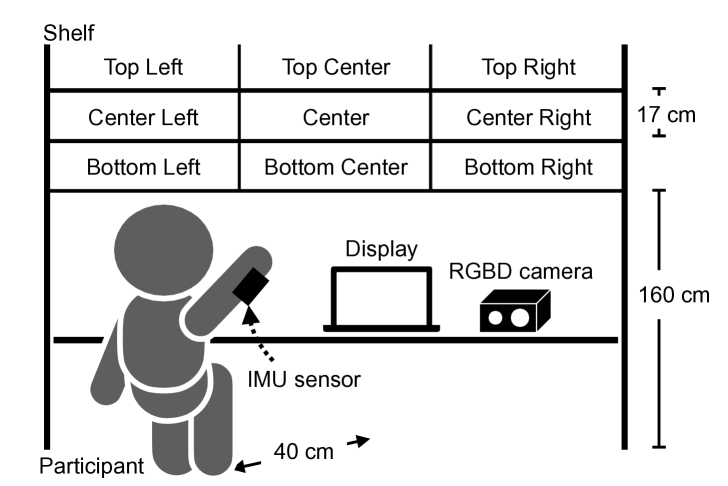 Shelf
Top Left Top Center Top Right
Center Left Center Center Right
17 cm
Bottom Left Bottom Center Bottom Right
Display
RGBD camera
160 cm
IMU sensor
40 cm
Participant